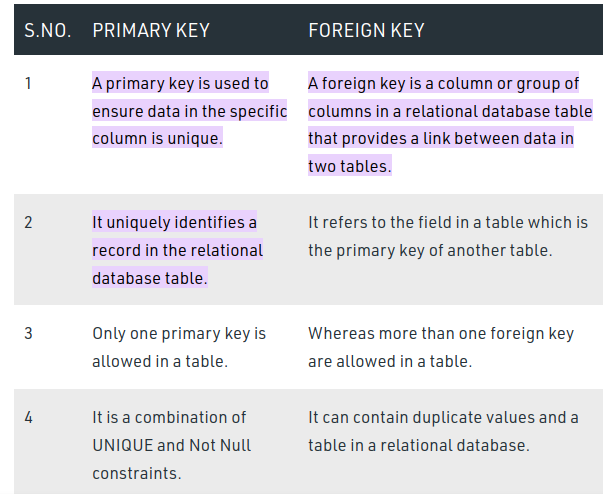 S.NO. PRIMARY KEY FOREIGN KEY
1
A primary key is used to
ensure data in the specific
column is unique.
A foreign key is a column or group of
columns in a relational database table
that provides a link between data in
two tables.
2
It uniquely identifies a
record in the relational
database table.
It refers to the field in a table which is
the primary key of another table.
3
Only one primary key is
allowed in a table.
Whereas more than one foreign key
are allowed in a table.
4
It is a combination of
UNIQUE and Not Null
constraints.
It can contain duplicate values and a
table in a relational database.